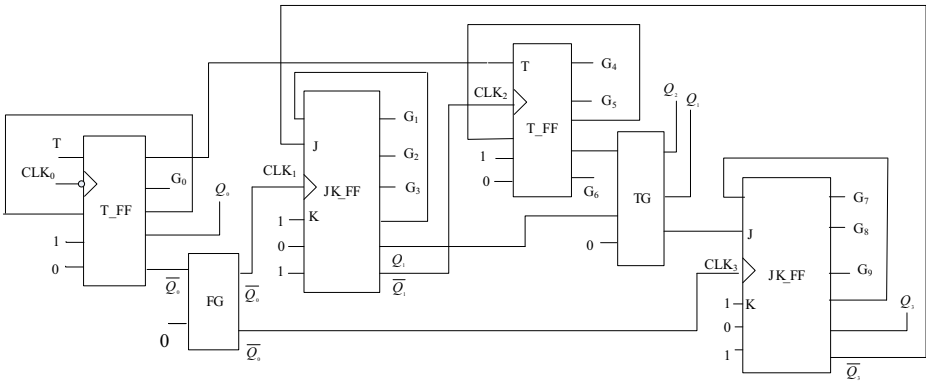 T
CLK₀
T_FF
1
0
G₀
Q₀
Q̅₀
FG
0
Q̅₀
Q̅₀
CLK₁
J
JK_FF
K
1
0
1
G₁
G₂
G₃
Q₁
Q̅₁
CLK₂
T
T_FF
1
0
G₄
G₅
G₆
TG
0
Q₂
Q₁
CLK₃
J
JK_FF
1 K
0
1
G₇
G₈
G₉
Q₃
Q̅₃